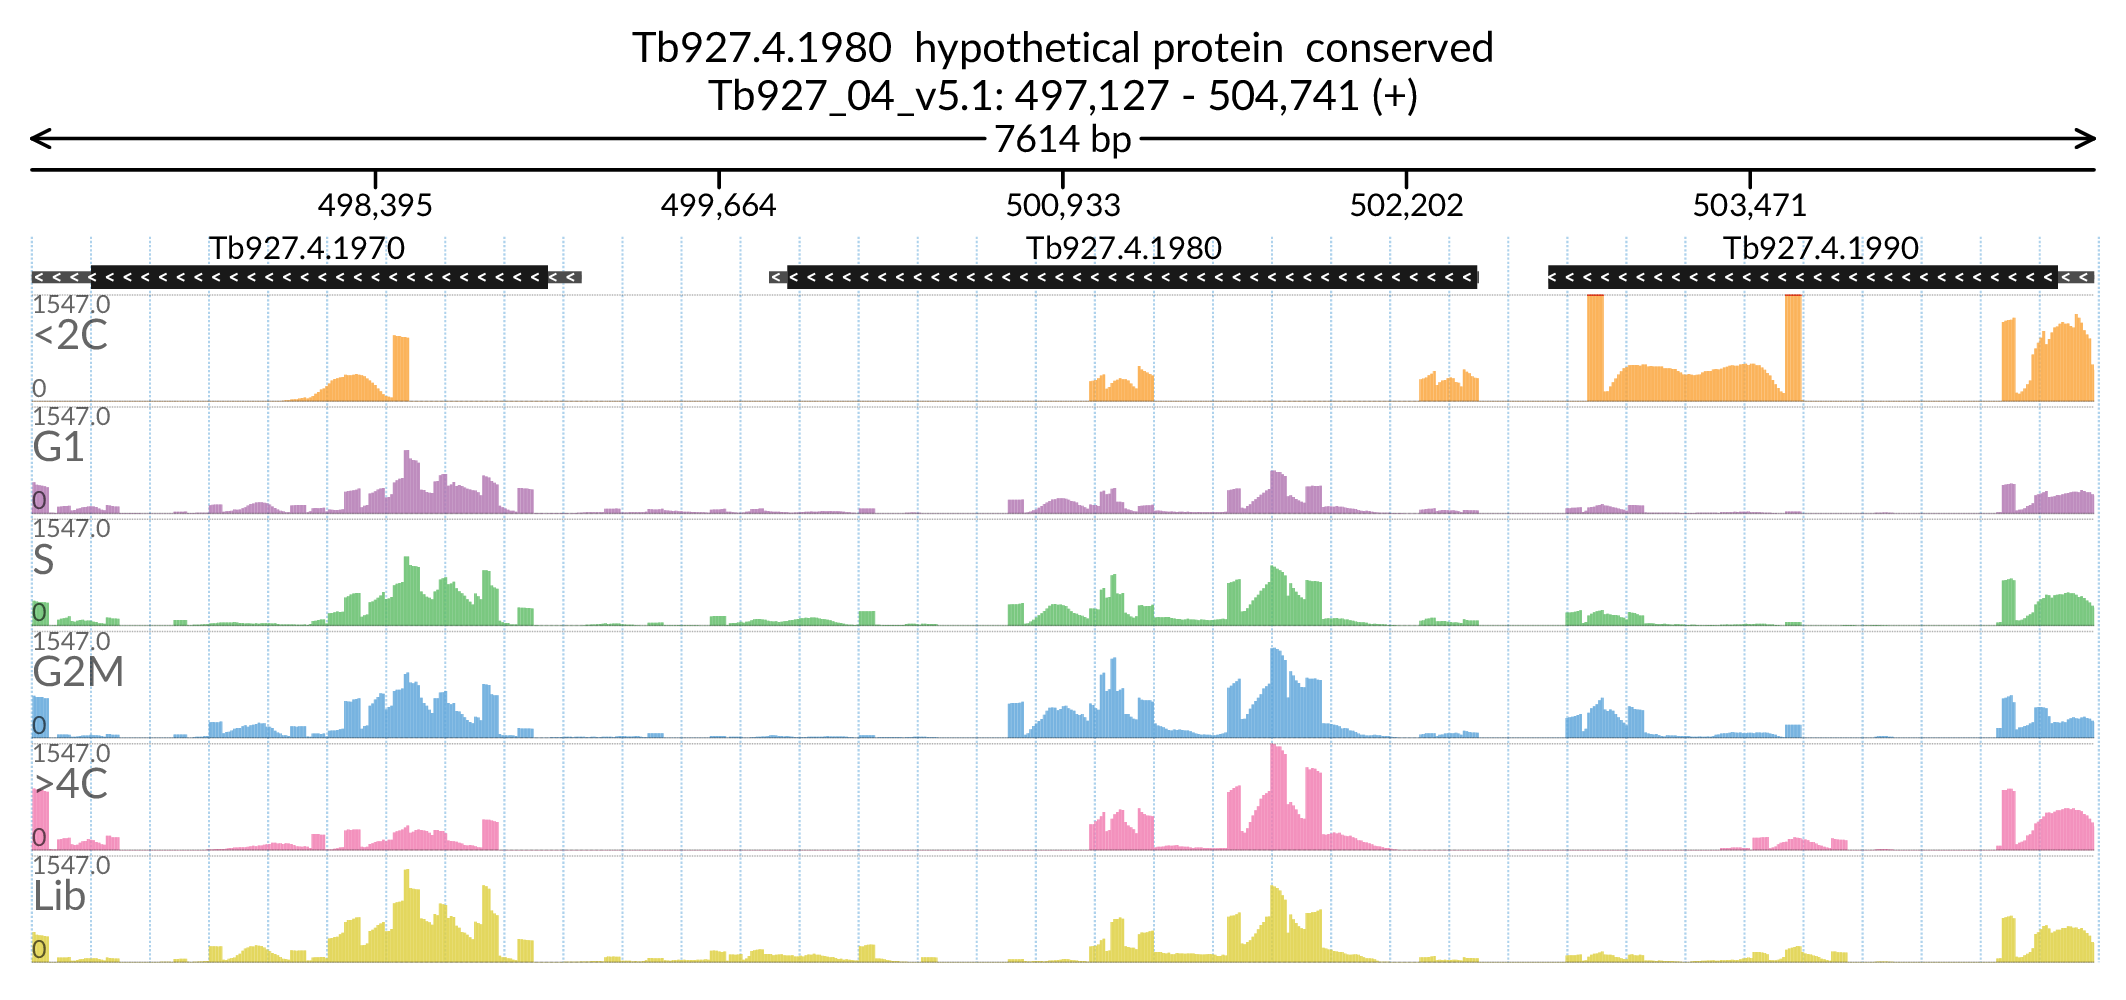 Tb927.4.1980 hypothetical protein conserved
Tb927_04_v5.1: 497,127 - 504,741 (+)
7614 bp
498,395 499,664 500,933 502,202 503,471
Tb927.4.1970 Tb927.4.1980 Tb927.4.1990
1547.0
<2C
0
1547.0
G1
0
1547.0
S
0
1547.0
G2M
0
1547.0
>4C
0
1547.0
Lib
0